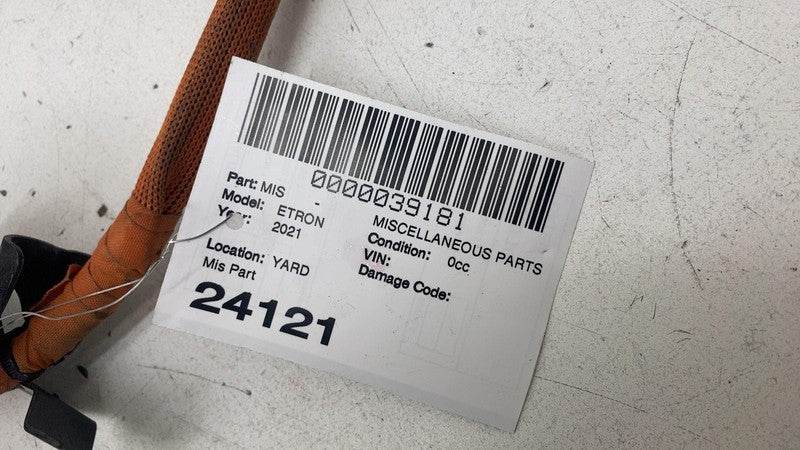 0000039181
Part: MIS - MISCELLANEOUS PARTS
Model: ETRON Condition: 0cc
Year: 2021 VIN:
Location: YARD Damage Code:
Mis Part
24121